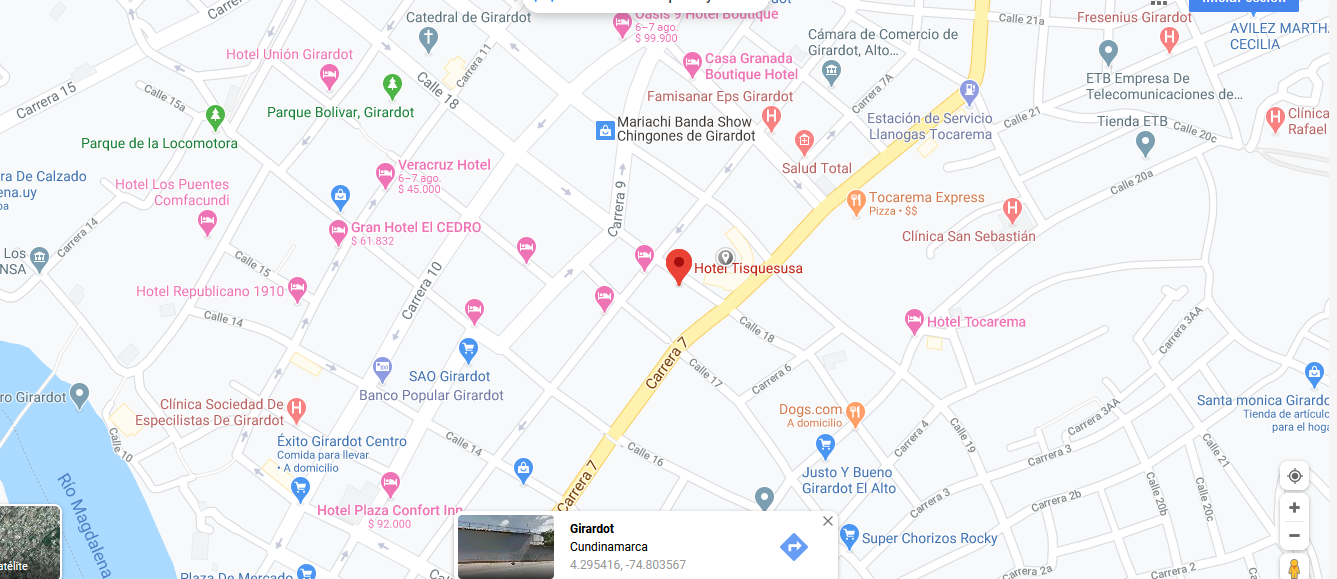 Carrera
Catedral de Girardot
Oasis 9 Hotel Boutique
6–7 ago.
$ 99.900
Calle 21a
Fresenius Girardot
Iniciar sesión
AVILEZ MARTHA
CECILIA
Cámara de Comercio de
Girardot, Alto...
Hotel Unión Girardot
Carrera 11
Casa Granada
Boutique Hotel
Carrera 7A
ETB Empresa De
Telecomunicaciones de...
Carrera 15
Calle 15a
Calle 18
Parque Bolivar, Girardot
Famisanar Eps Girardot
Mariachi Banda Show
Chingones de Girardot
Estación de Servicio
Llanogas Tocarema
Calle 21
Tienda ETB
Calle 20c
Clínica
Rafael
Parque de la Locomotora
Salud Total
Veracruz Hotel
6–7 ago.
$ 45.000
Calle 20a
ra De Calzado
ena.uy
pa
Hotel Los Puentes
Comfacundi
Carrera 9
Tocarema Express
Pizza • $$
Gran Hotel El CEDRO
$ 61.832
Clínica San Sebastián
Carrera 14
Los
NSA
Calle 15
Carrera 10
Hotel Tisquesusa
Hotel Republicano 1910
Calle 14
Calle 18
Hotel Tocarema
Carrera 3AA
SAO Girardot
Banco Popular Girardot
Carrera 7
Calle 17
Carrera 6
ro Girardot
Clínica Sociedad De
Especilistas De Girardot
Dogs.com
A domicilio
Santa monica Girardo
Tienda de artículo
para el hoga
Carrera 3AA
Calle 10
Éxito Girardot Centro
Comida para llevar
• A domicilio
Calle 14
Calle 16
Carrera 4
Calle 19
Carrera 3
Calle 21
Justo Y Bueno
Girardot El Alto
Carrera 7
Río Magdalena
Hotel Plaza Confort Inn
$ 92.000
Carrera 3
Carrera 2b
Calle 20b
Calle 20c
Girardot
Cundinamarca
4.295416, -74.803567
Super Chorizos Rocky
atélite
Plaza De Mercado